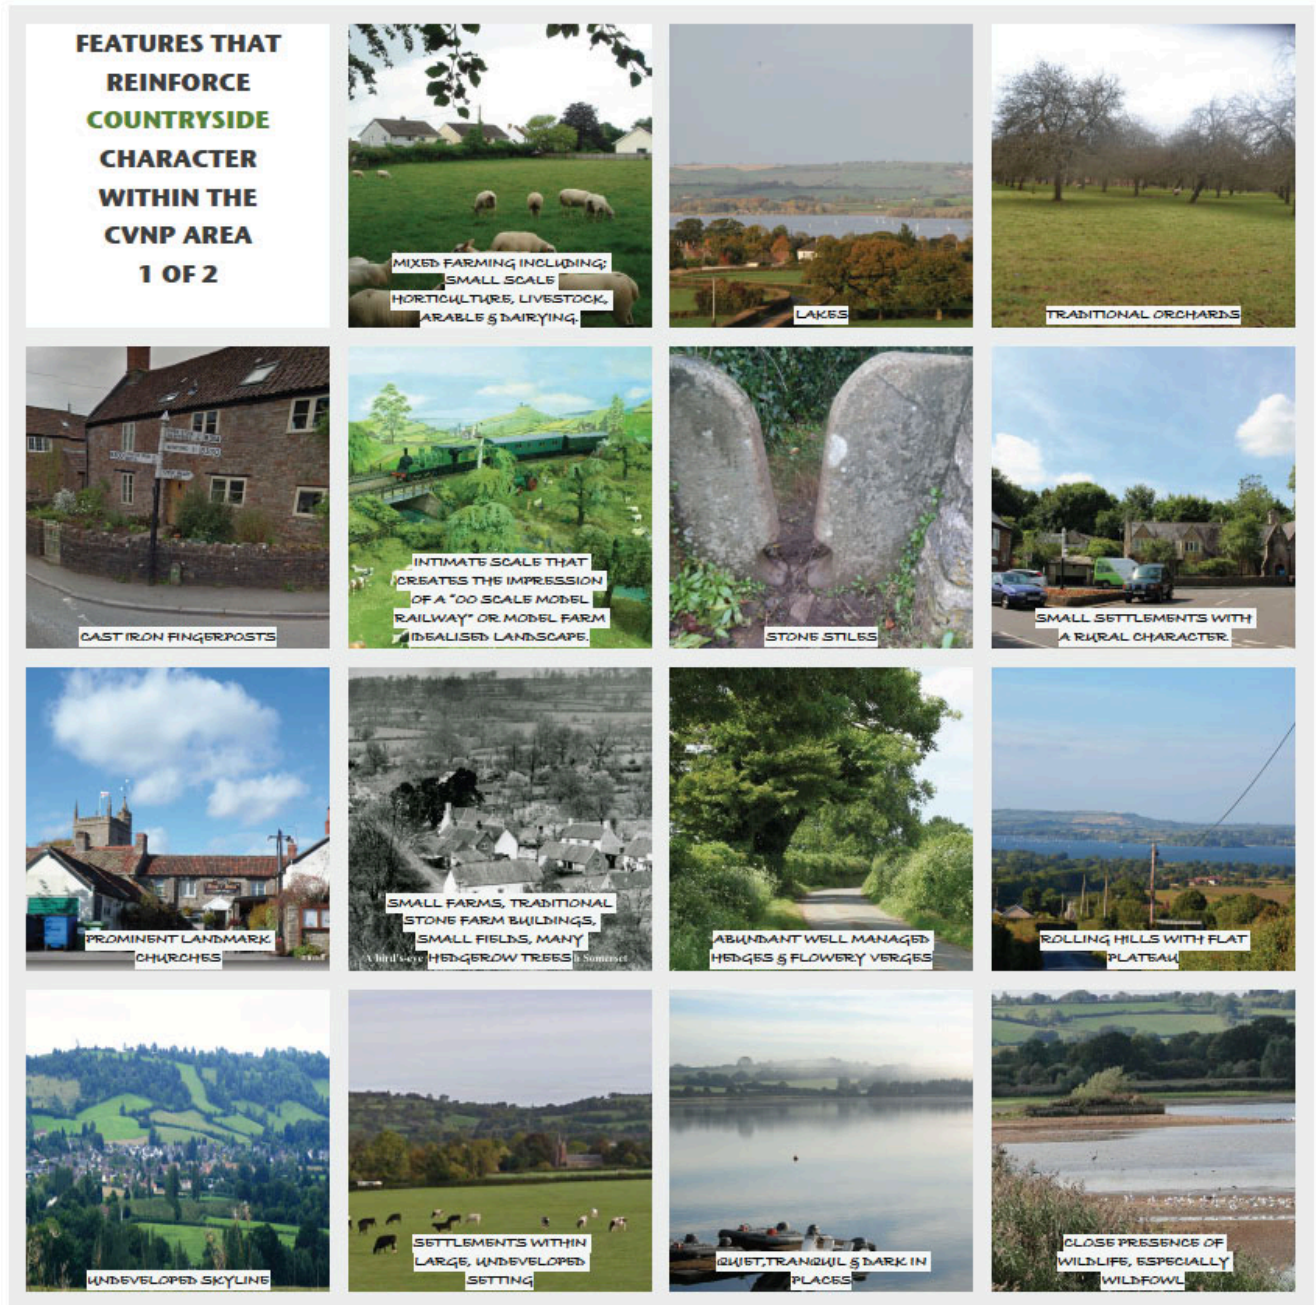 FEATURES THAT
REINFORCE
COUNTRYSIDE
CHARACTER
WITHIN THE
CVNP AREA
1 OF 2
MIXED FARMING INCLUDING;
SMALL SCALE
HORTICULTURE, LIVESTOCK,
ARABLE & DAIRYING.
LAKES
TRADITIONAL ORCHARDS
CAST IRON FINGERPOSTS
INTIMATE SCALE THAT
CREATES THE IMPRESSION
OF A "OO SCALE MODEL
RAILWAY" OR MODEL FARM
IDEALISED LANDSCAPE.
STONE STILES
SMALL SETTLEMENTS WITH
A RURAL CHARACTER
PROMINENT LANDMARK
CHURCHES
SMALL FARMS, TRADITIONAL
STONE FARM BUILDINGS,
SMALL FIELDS, MANY
HEDGEROW TREES
A bird's-eye Somerset
ABUNDANT WELL MANAGED
HEDGES & FLOWERY VERGES
ROLLING HILLS WITH FLAT
PLATEAU
UNDEVELOPED SKYLINE
SETTLEMENTS WITHIN
LARGE, UNDEVELOPED
SETTING
QUIET,TRANQUIL & DARK IN
PLACES
CLOSE PRESENCE OF
WILDLIFE, ESPECIALLY
WILDFOWL